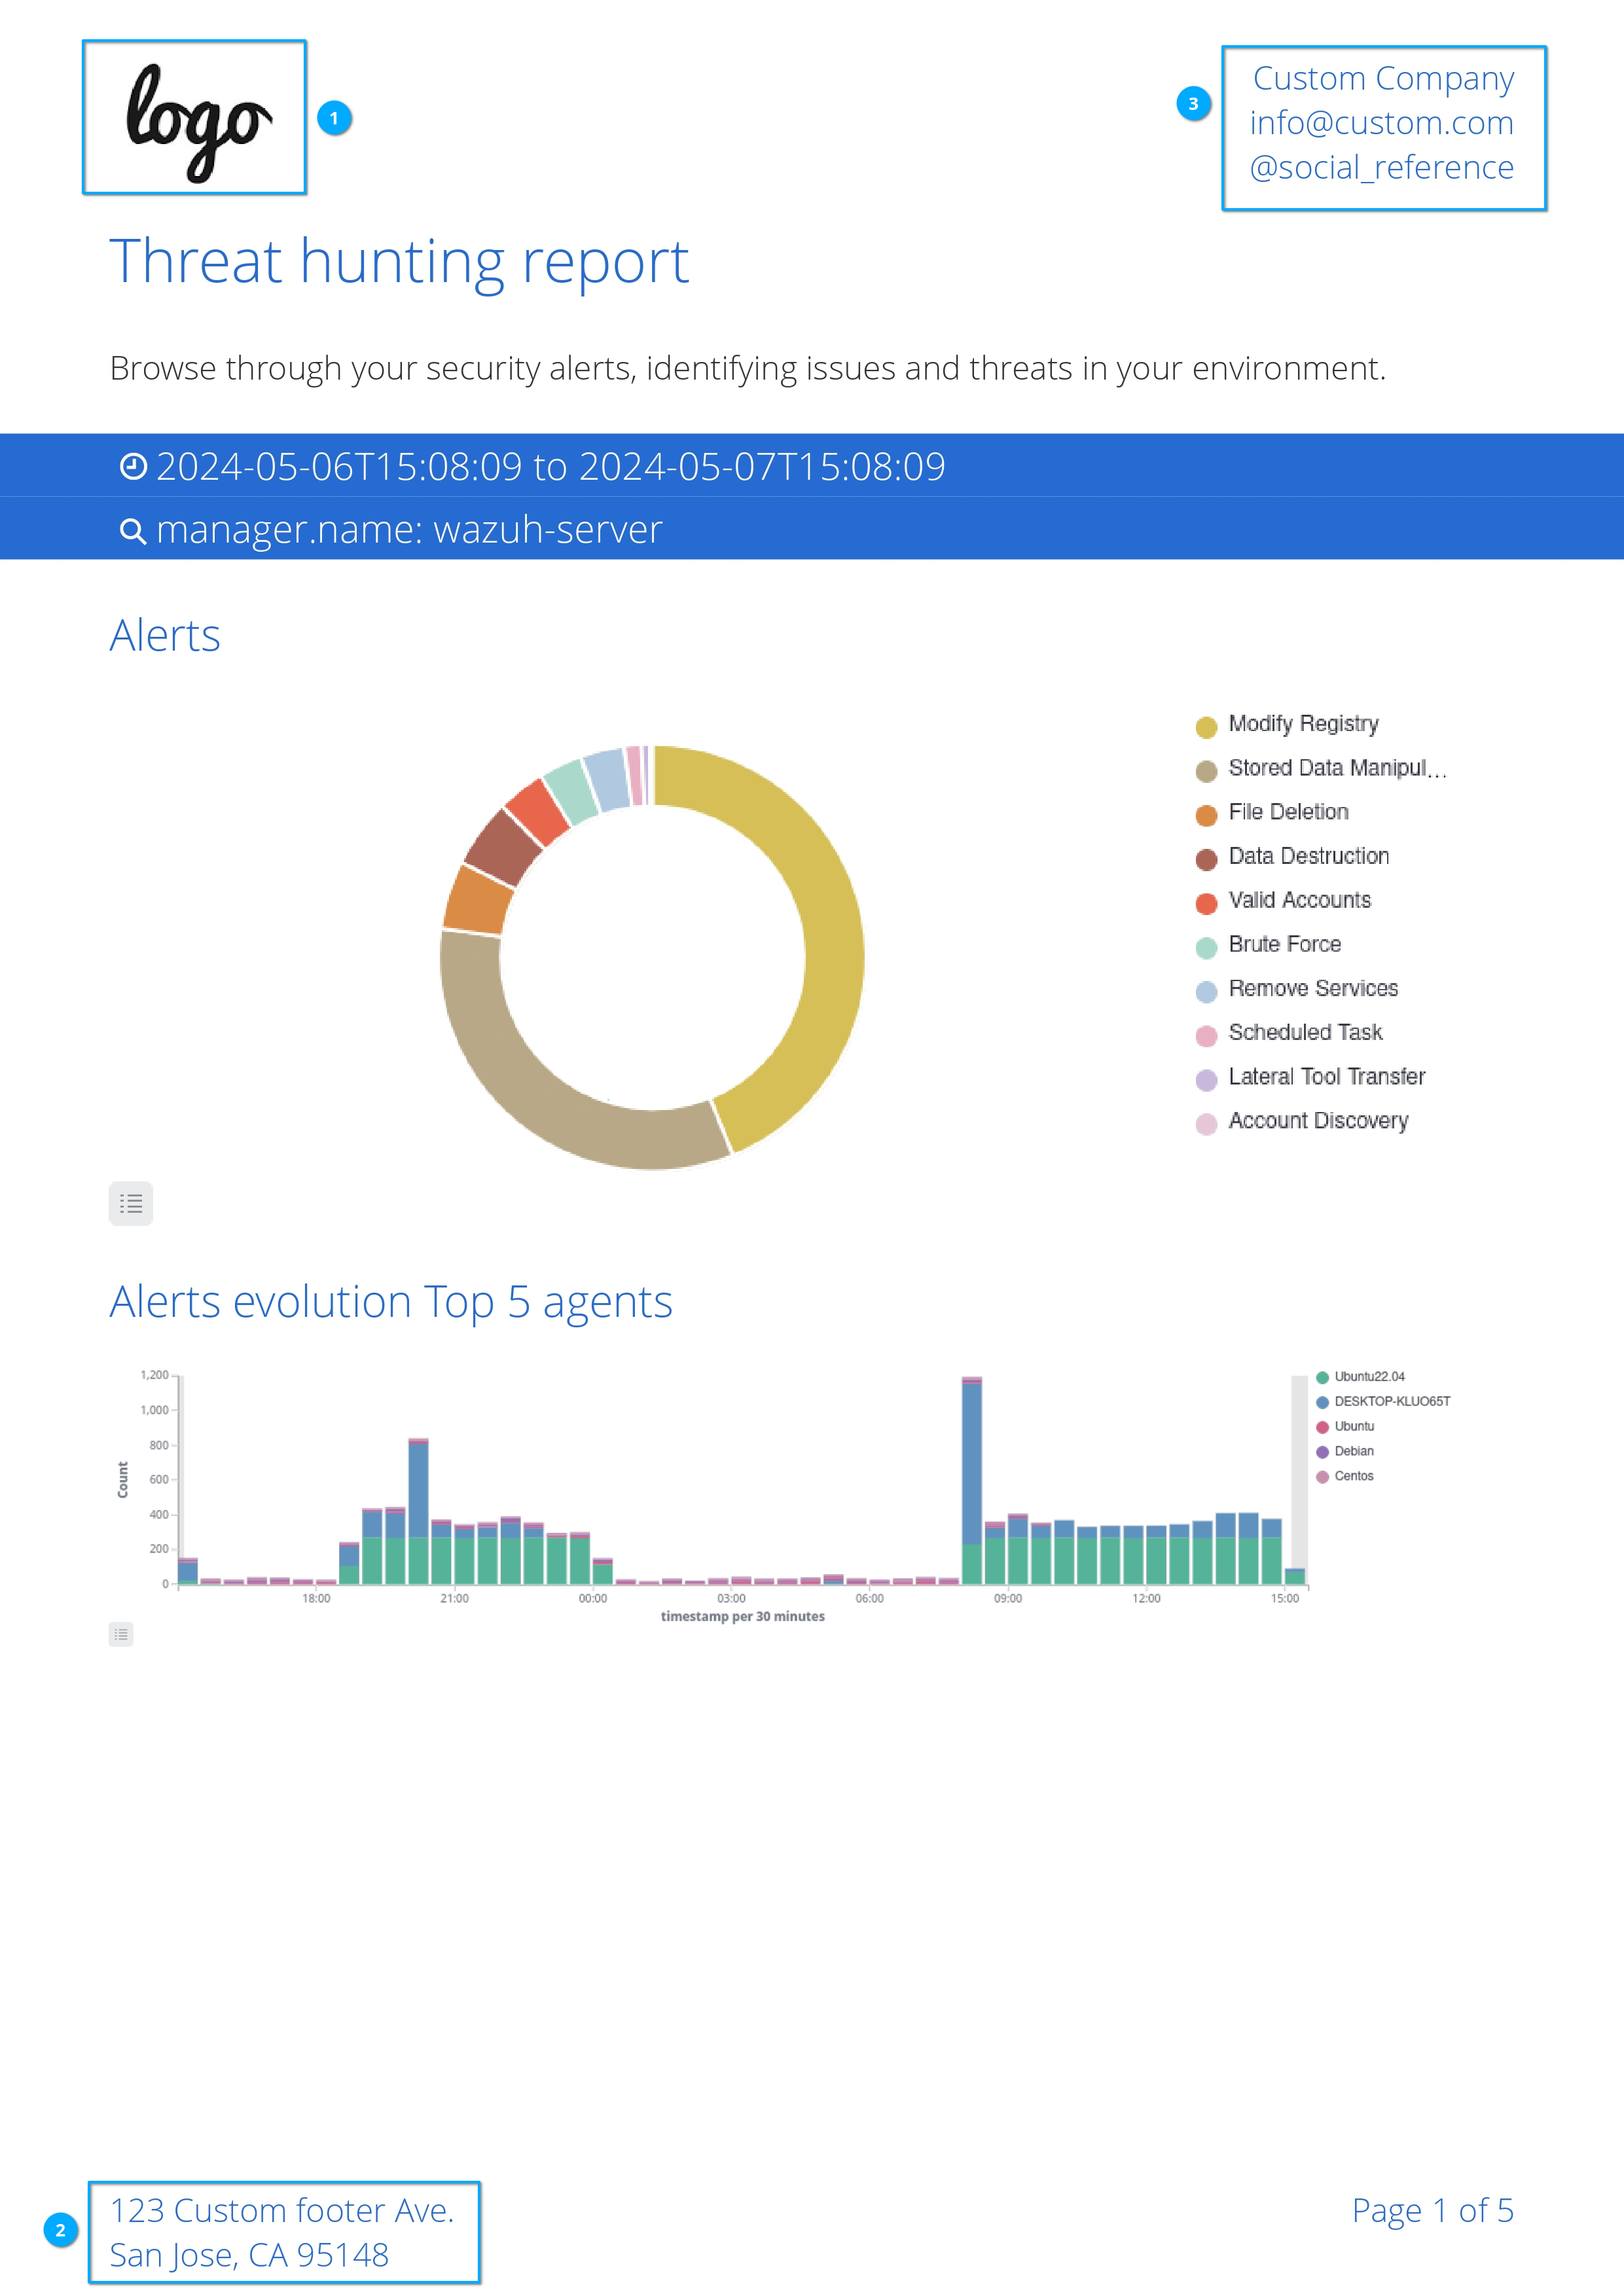 logo
1
3
Custom Company
info@custom.com
@social_reference
Threat hunting report
Browse through your security alerts, identifying issues and threats in your environment.
2024-05-06T15:08:09 to 2024-05-07T15:08:09
manager.name: wazuh-server
Alerts
Modify Registry
Stored Data Manipul...
File Deletion
Data Destruction
Valid Accounts
Brute Force
Remove Services
Scheduled Task
Lateral Tool Transfer
Account Discovery
Alerts evolution Top 5 agents
1,200
1,000
800
600
400
200
0
Count
18:00 21:00 00:00 03:00 06:00 09:00 12:00 15:00
timestamp per 30 minutes
Ubuntu22.04
DESKTOP-KLUO65T
Ubuntu
Debian
Centos
2
123 Custom footer Ave.
San Jose, CA 95148
Page 1 of 5